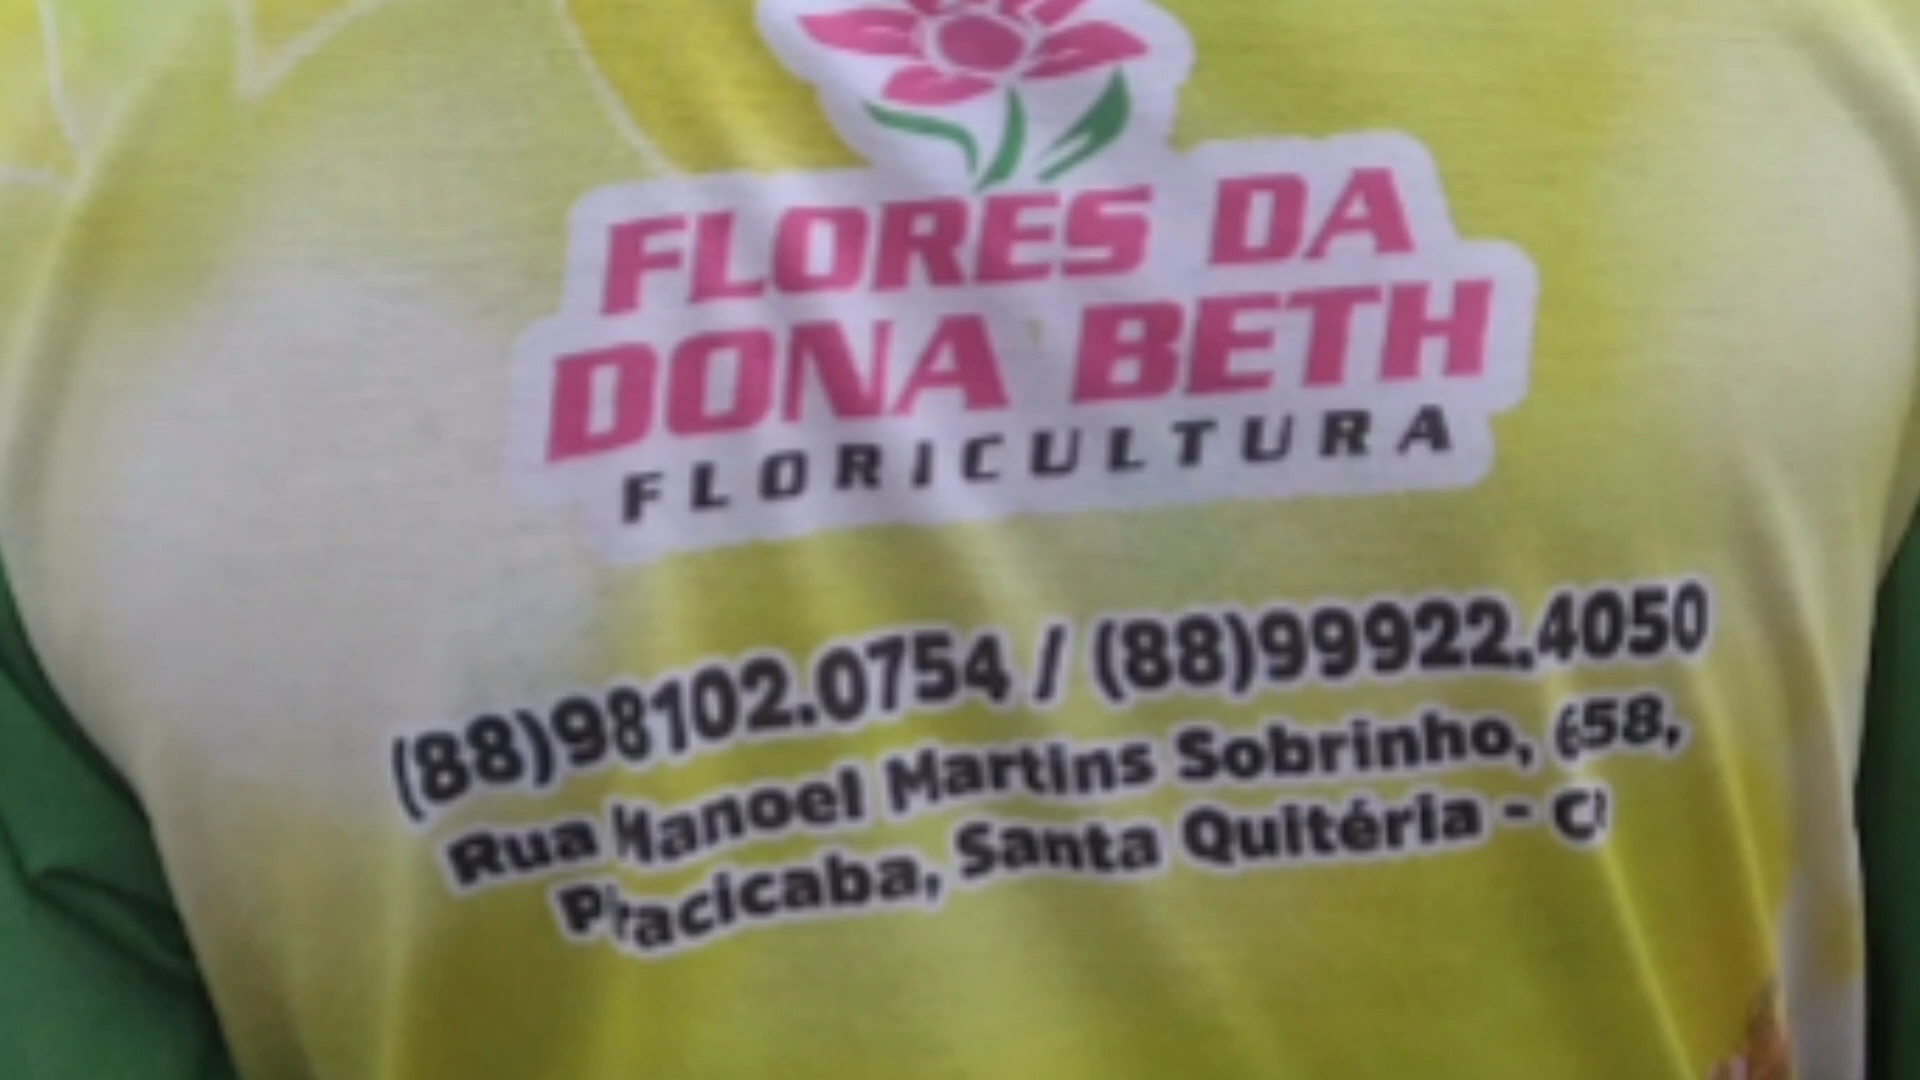 FLORES DA
DONA BETH
FLORICULTURA
(88)98102.0754 / (88)99922.4050
Rua Manoel Martins Sobrinho, 658,
Piracicaba, Santa Quitéria -